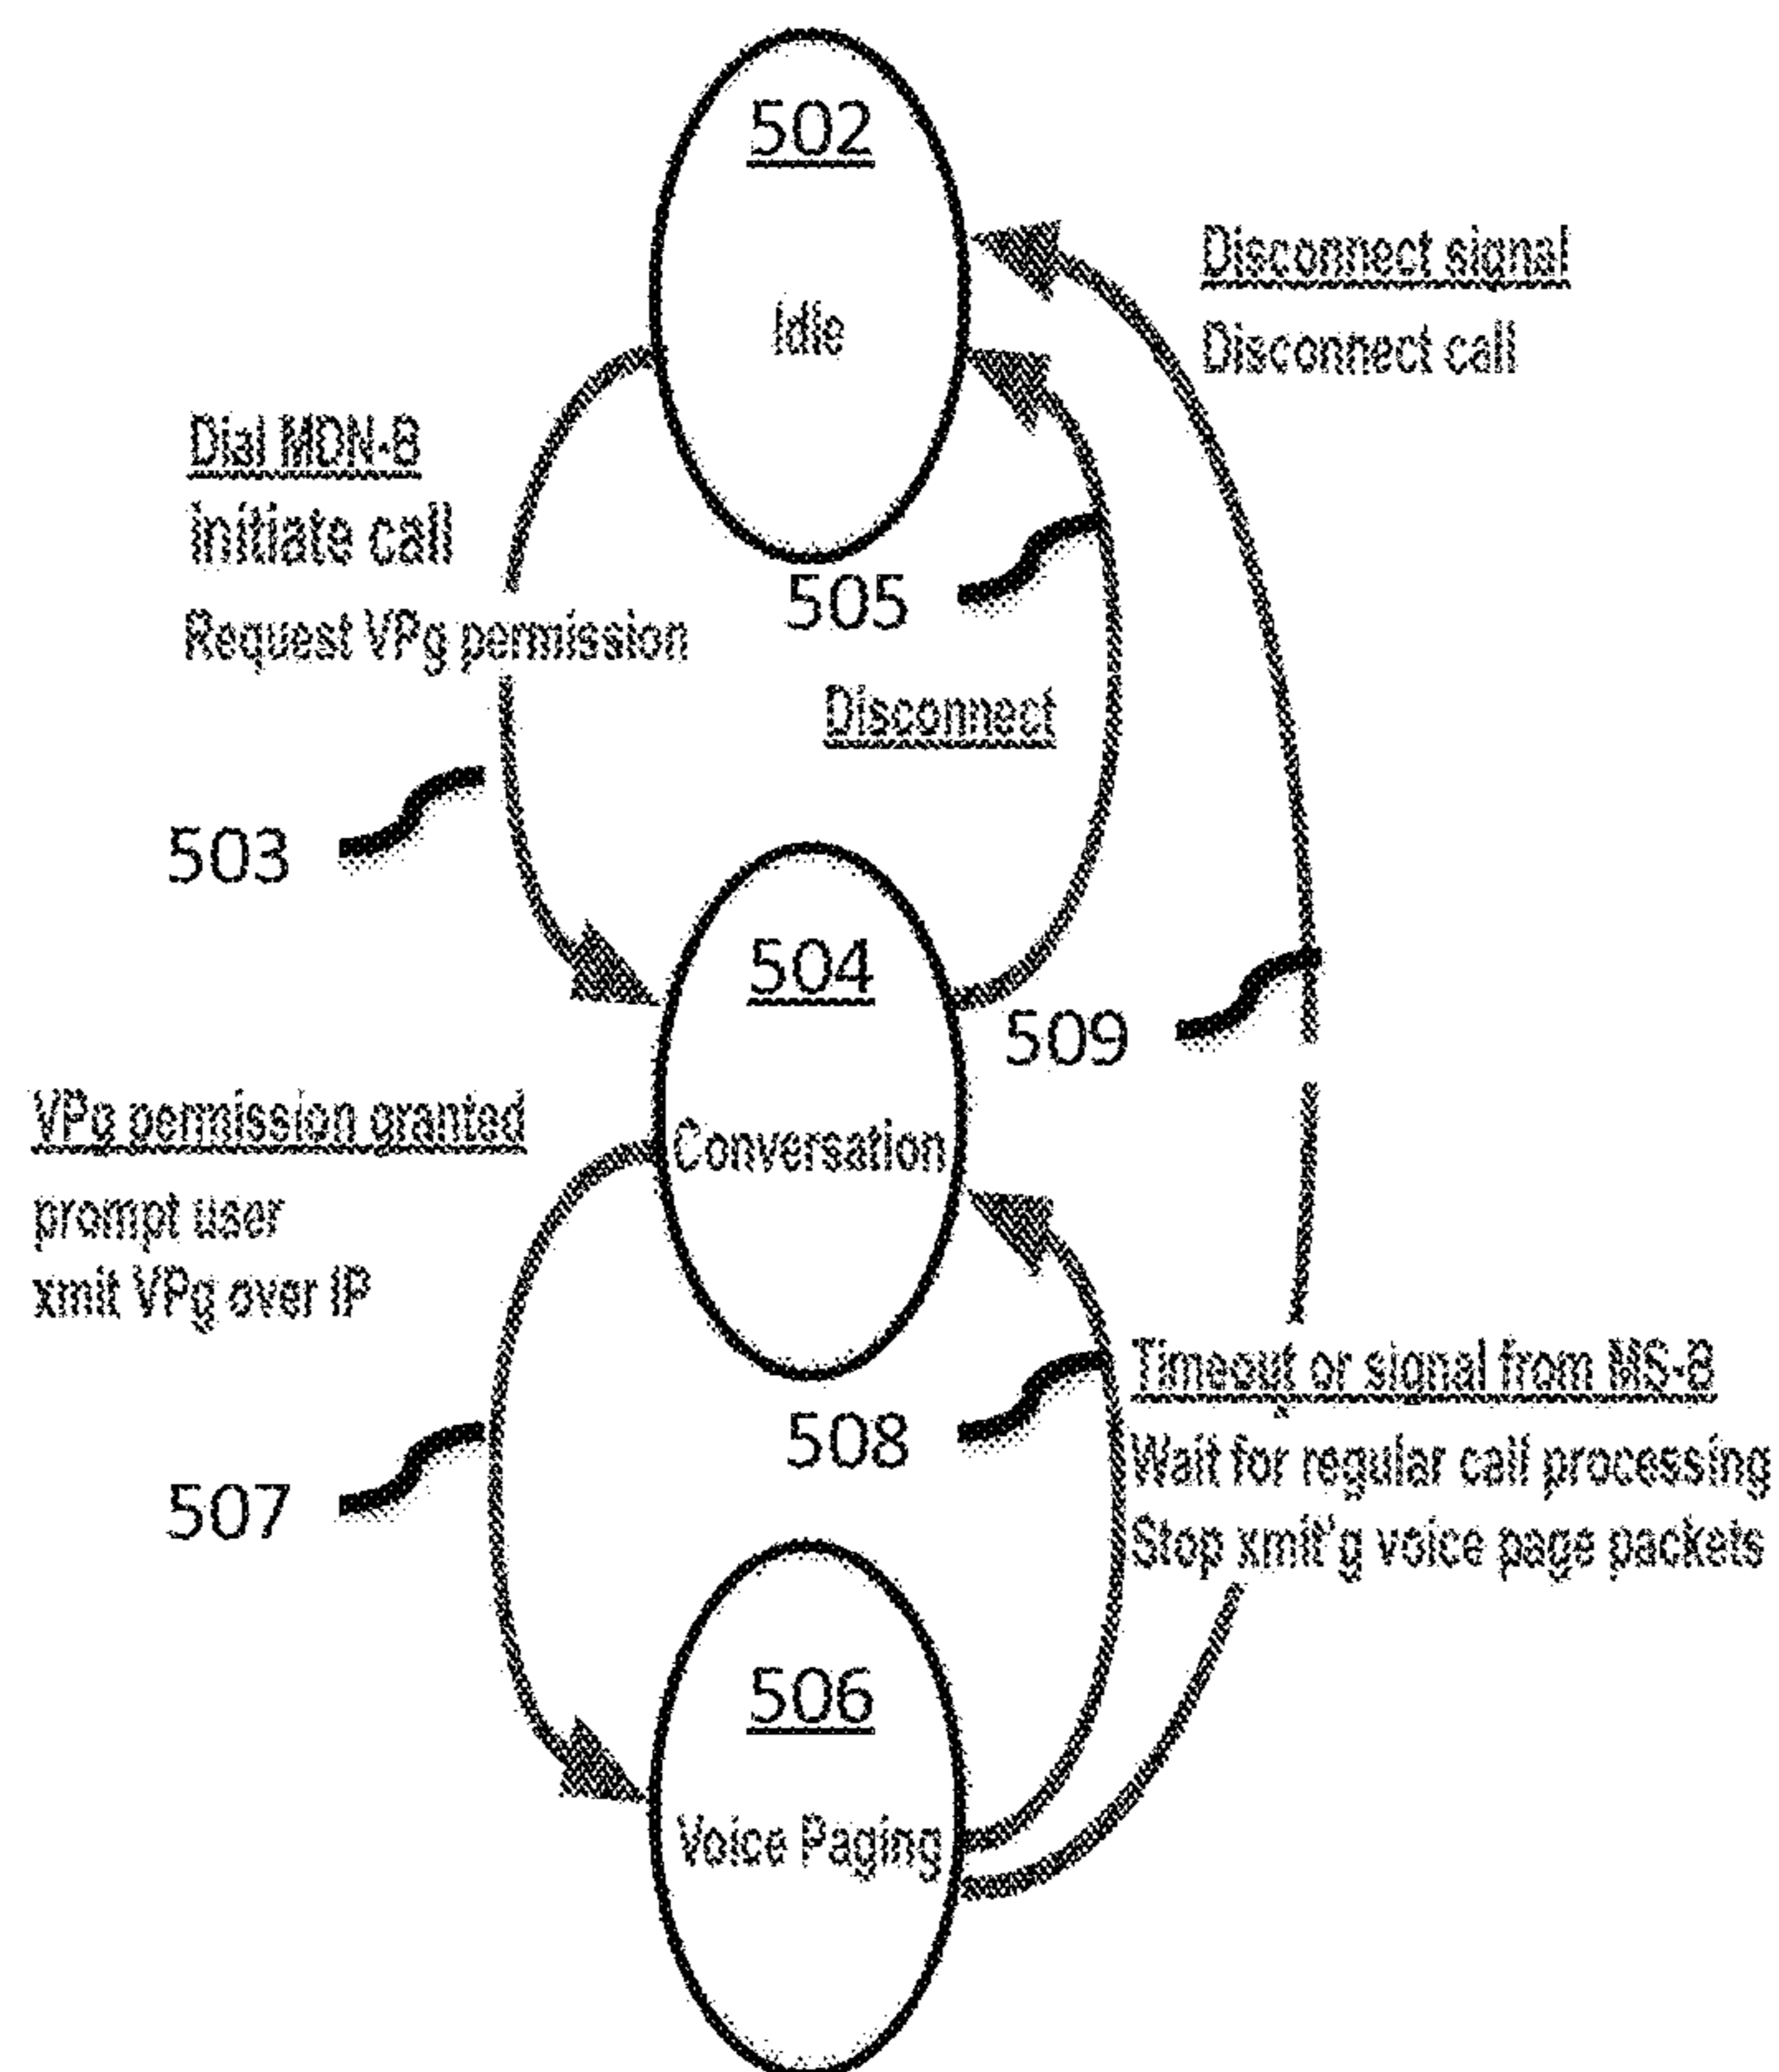 502
Idle
Disconnect signal
Disconnect call
Dial MDN-B
initiate call
Request VPg permission
505
Disconnect
503
504
Conversation
509
VPg permission granted
prompt user
xmit VPg over IP
508
Timeout or signal from MS-B
Wait for regular call processing
Stop xmit'g voice page packets
507
506
Voice Paging